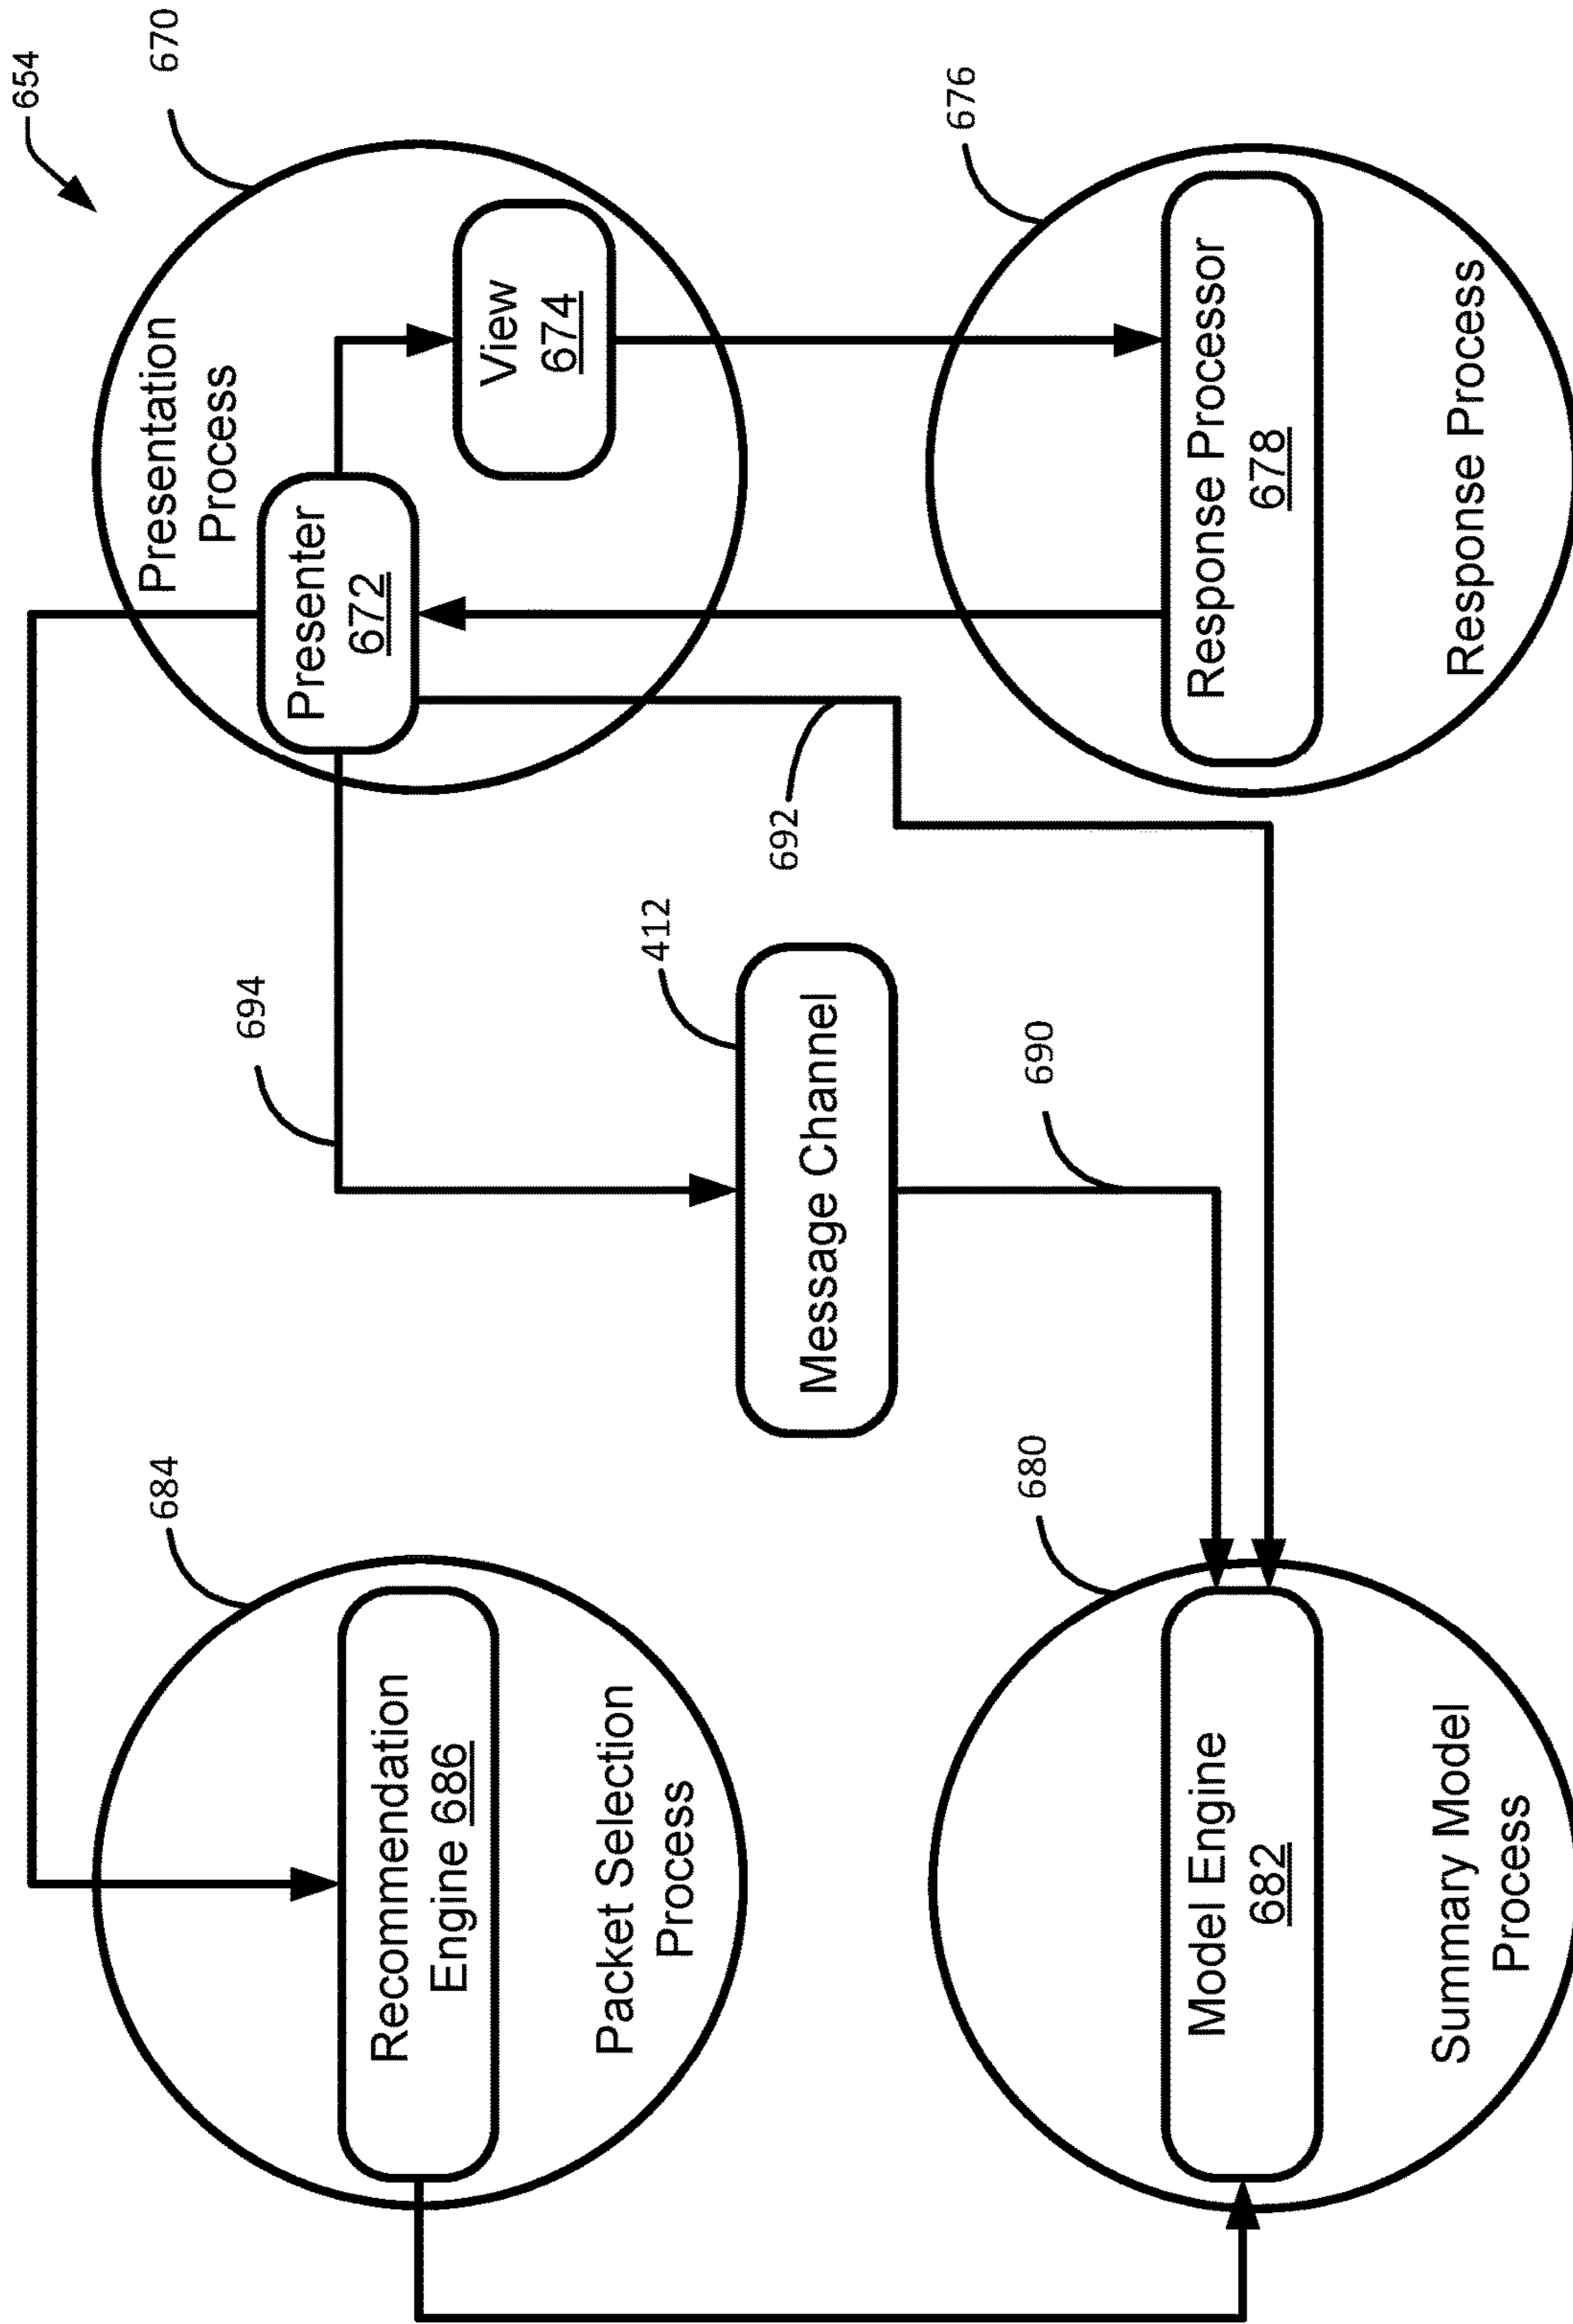 654
684
670
Recommendation
Engine 686
Packet Selection
Process
Presentation
Process
Presenter
672
View
674
694
412
Message Channel
692
690
680
Model Engine
682
Summary Model
Process
676
Response Processor
678
Response Process